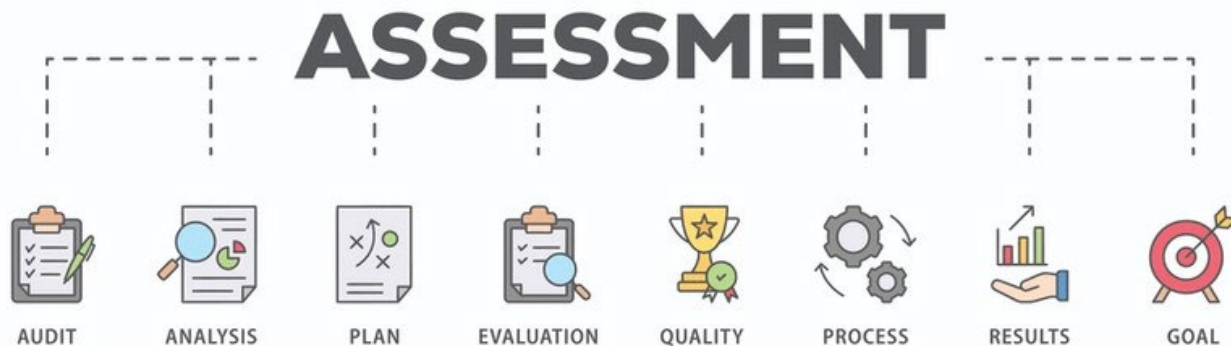 ASSESSMENT
AUDIT ANALYSIS PLAN EVALUATION QUALITY PROCESS RESULTS GOAL